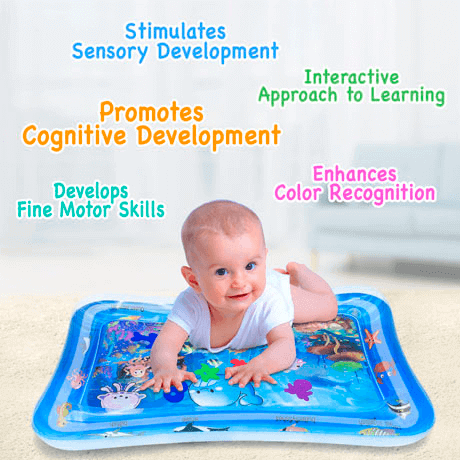 Stimulates
Sensory Development
Interactive
Approach to Learning
Promotes
Cognitive Development
Enhances
Color Recognition
Develops
Fine Motor Skills